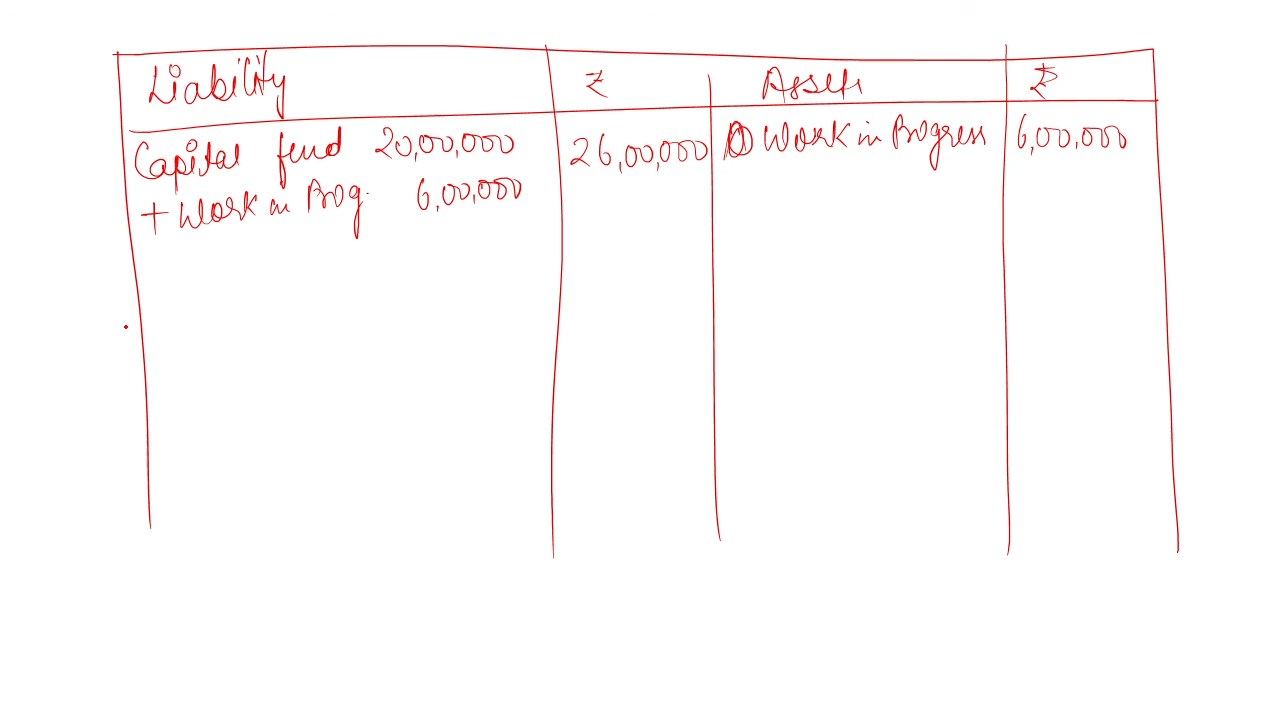 Liability ₹ Assets ₹
Capital fund 20,00,000 26,00,000 Work in Progress 6,00,000
+ Work in Prog. 6,00,000